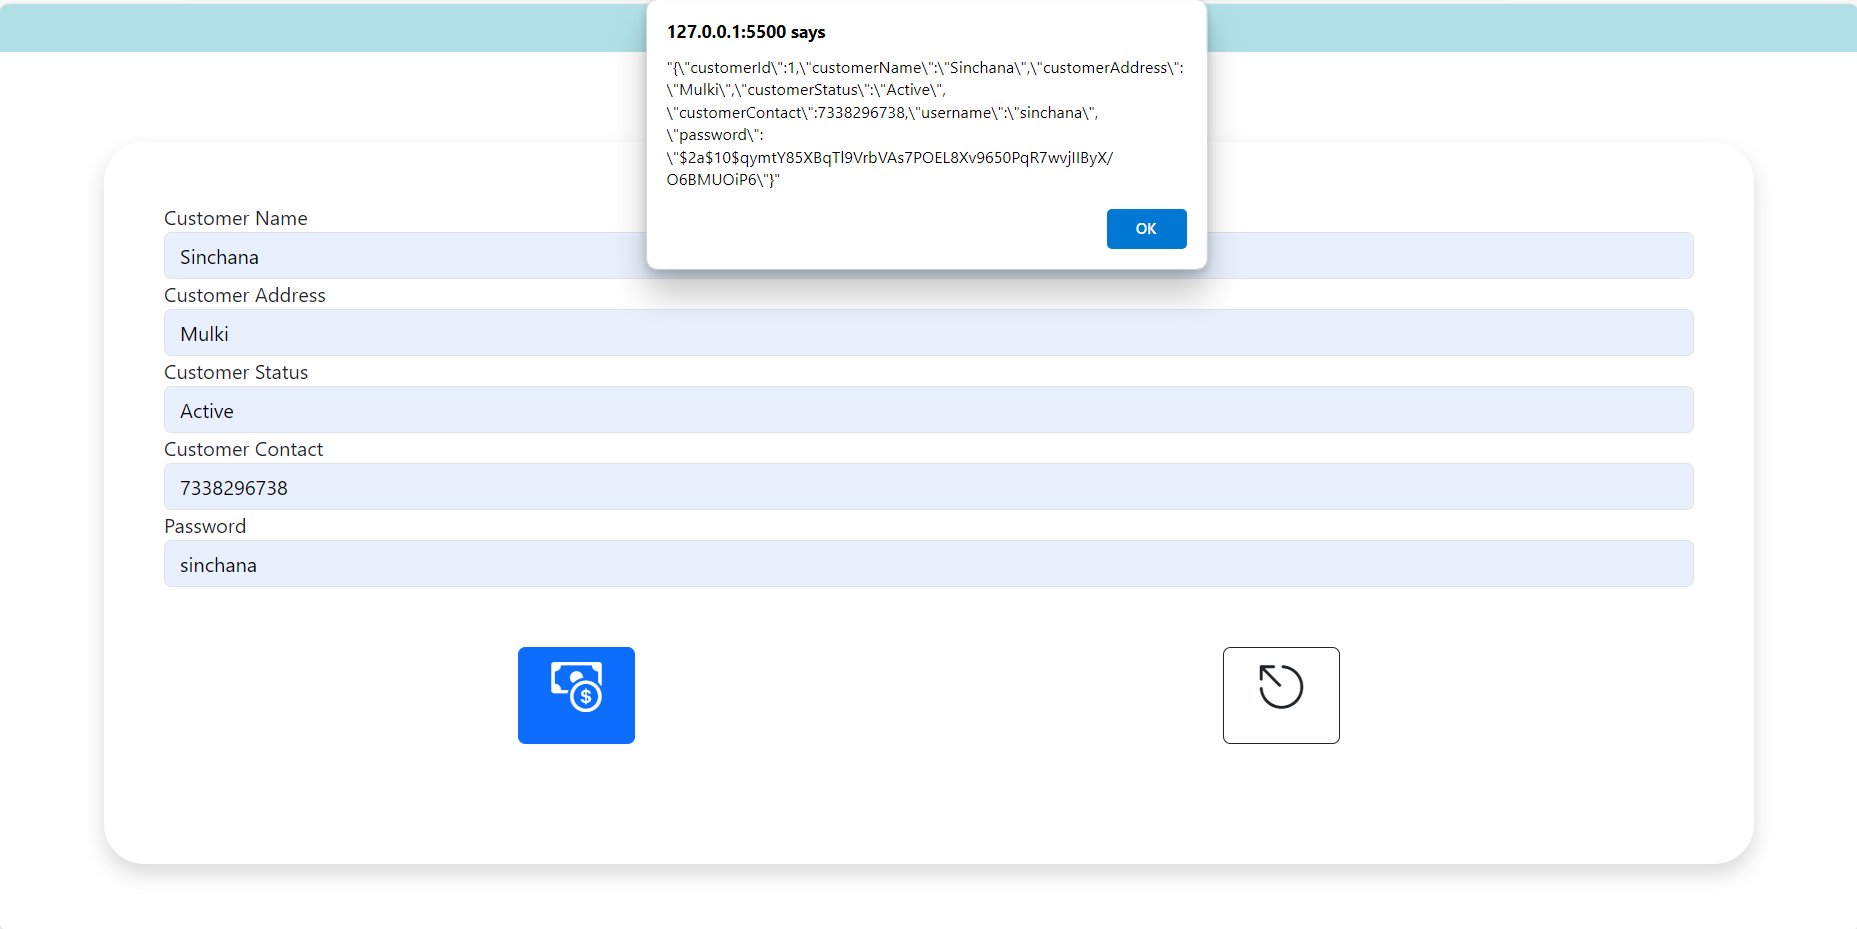 127.0.0.1:5500 says
"{\"customerId\":1,\"customerName\":\"Sinchana\",\"customerAddress\":
\"Mulki\",\"customerStatus\":\"Active\",
\"customerContact\":7338296738,\"username\":\"sinchana\",
\"password\":
\"$2a$10$qymtY85XBqTl9VrbVAs7POEL8Xv9650PqR7wvjIIByX/
O6BMUOiP6\"}"
OK
Customer Name
Sinchana
Customer Address
Mulki
Customer Status
Active
Customer Contact
7338296738
Password
sinchana
$